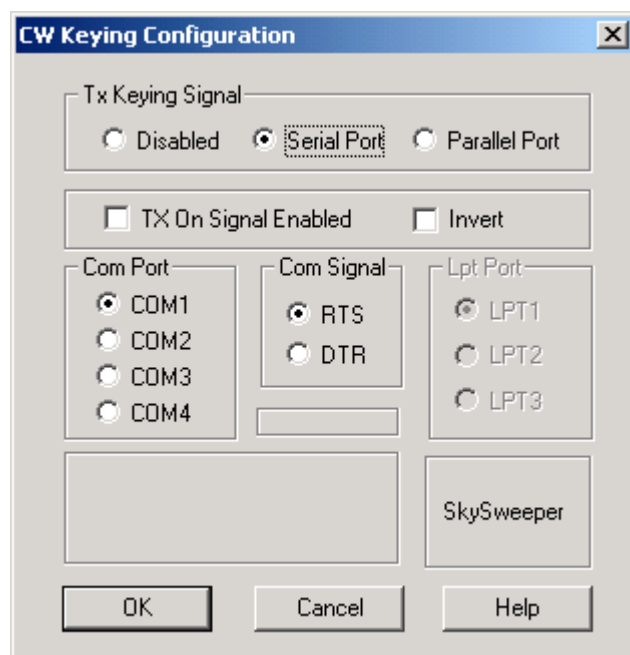 CW Keying Configuration
Tx Keying Signal
Disabled Serial Port Parallel Port
TX On Signal Enabled Invert
Com Port
COM1
COM2
COM3
COM4
Com Signal
RTS
DTR
Lpt Port
LPT1
LPT2
LPT3
SkySweeper
OK Cancel Help